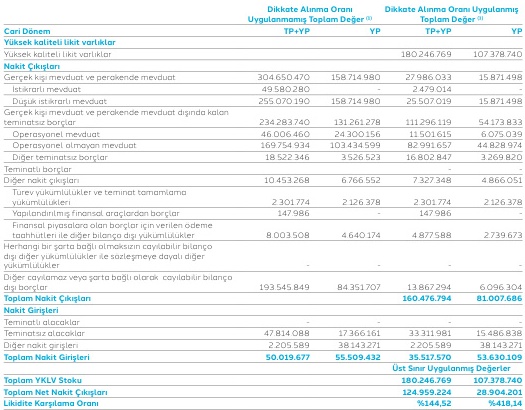 Dikkate Alınma Oranı Uygulanmamış Toplam Değer (1) Dikkate Alınma Oranı Uygulanmış Toplam Değer (1)
Cari Dönem TP+YP YP TP+YP YP
Yüksek kaliteli likit varlıklar
Yüksek kaliteli likit varlıklar 180.246.769 107.378.740
Nakit Çıkışları
Gerçek kişi mevduat ve perakende mevduat 304.650.470 158.714.980 27.986.033 15.871.498
İstikrarlı mevduat 49.580.280 - 2.479.014 -
Düşük istikrarlı mevduat 255.070.190 158.714.980 25.507.019 15.871.498
Gerçek kişi mevduat ve perakende mevduat dışında kalan
teminatsız borçlar 234.283.740 131.261.278 111.296.119 54.173.833
Operasyonel mevduat 46.006.460 24.300.156 11.501.615 6.075.039
Operasyonel olmayan mevduat 169.754.934 103.434.599 82.991.657 44.828.974
Diğer teminatsız borçlar 18.522.346 3.526.523 16.802.847 3.269.820
Teminatlı borçlar - -
Diğer nakit çıkışları 10.453.268 6.766.552 7.327.348 4.866.051
Türev yükümlülükler ve teminat tamamlama
yükümlülükleri 2.301.774 2.126.378 2.301.774 2.126.378
Yapılandırılmış finansal araçlardan borçlar 147.986 - 147.986 -
Finansal piyasalara olan borçlar için verilen ödeme
taahhütleri ile diğer bilanço dışı yükümlülükler 8.003.508 4.640.174 4.877.588 2.739.673
Herhangi bir şarta bağlı olmaksızın cayılabilir bilanço
dışı diğer yükümlülükler ile sözleşmeye dayalı diğer
yükümlülükler - - - -
Diğer cayılamaz veya şarta bağlı olarak cayılabilir bilanço
dışı borçlar 193.545.849 84.351.707 13.867.294 6.096.304
Toplam Nakit Çıkışları 160.476.794 81.007.686
Nakit Girişleri
Teminatlı alacaklar - - - -
Teminatsız alacaklar 47.814.088 17.366.161 33.311.981 15.486.838
Diğer nakit girişleri 2.205.589 38.143.271 2.205.589 38.143.271
Toplam Nakit Girişleri 50.019.677 55.509.432 35.517.570 53.630.109
Üst Sınır Uygulanmış Değerler
Toplam YKLV Stoku 180.246.769 107.378.740
Toplam Net Nakit Çıkışları 124.959.224 28.904.201
Likidite Karşılama Oranı %144,52 %418,14